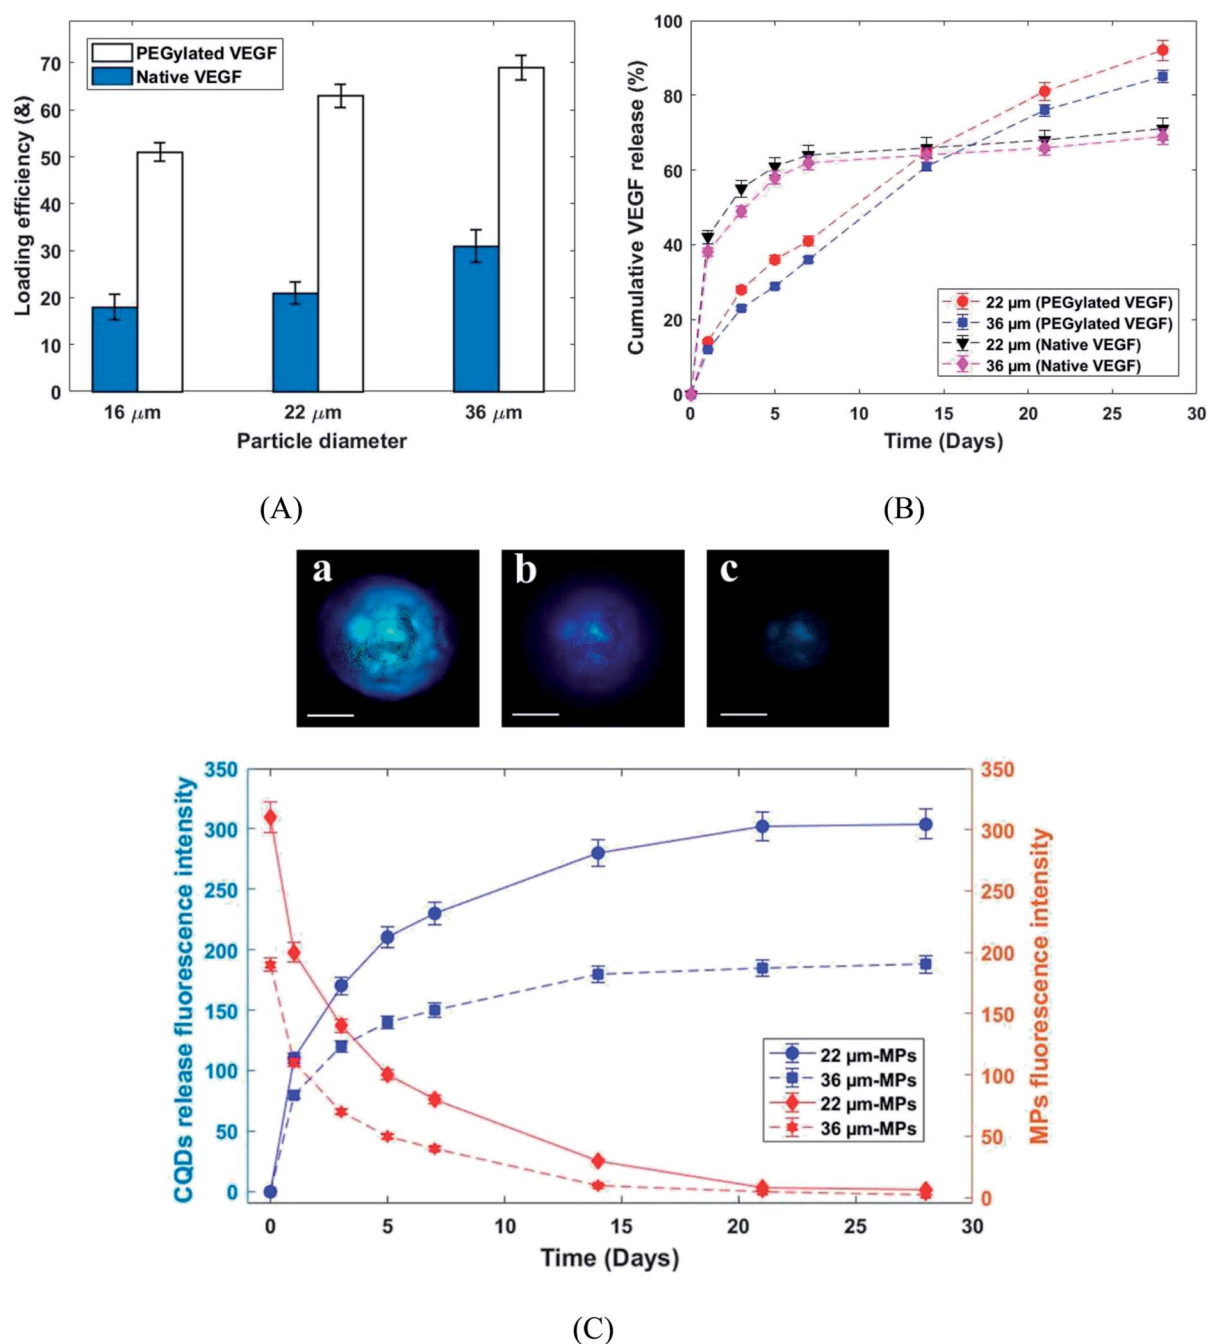 PEGylated VEGF
Native VEGF
Loading efficiency (&)
70
60
50
40
30
20
10
0
16 μm 22 μm 36 μm
Particle diameter
(A)
Cumulative VEGF release (%)
100
80
60
40
20
0
22 μm (PEGylated VEGF)
36 μm (PEGylated VEGF)
22 μm (Native VEGF)
36 μm (Native VEGF)
0 5 10 15 20 25 30
Time (Days)
(B)
a b c
CQDs release fluorescence intensity
350
300
250
200
150
100
50
0
22 μm-MPs
36 μm-MPs
22 μm-MPs
36 μm-MPs
350
300
250
200
150
100
50
0
MPs fluorescence intensity
0 5 10 15 20 25 30
Time (Days)
(C)